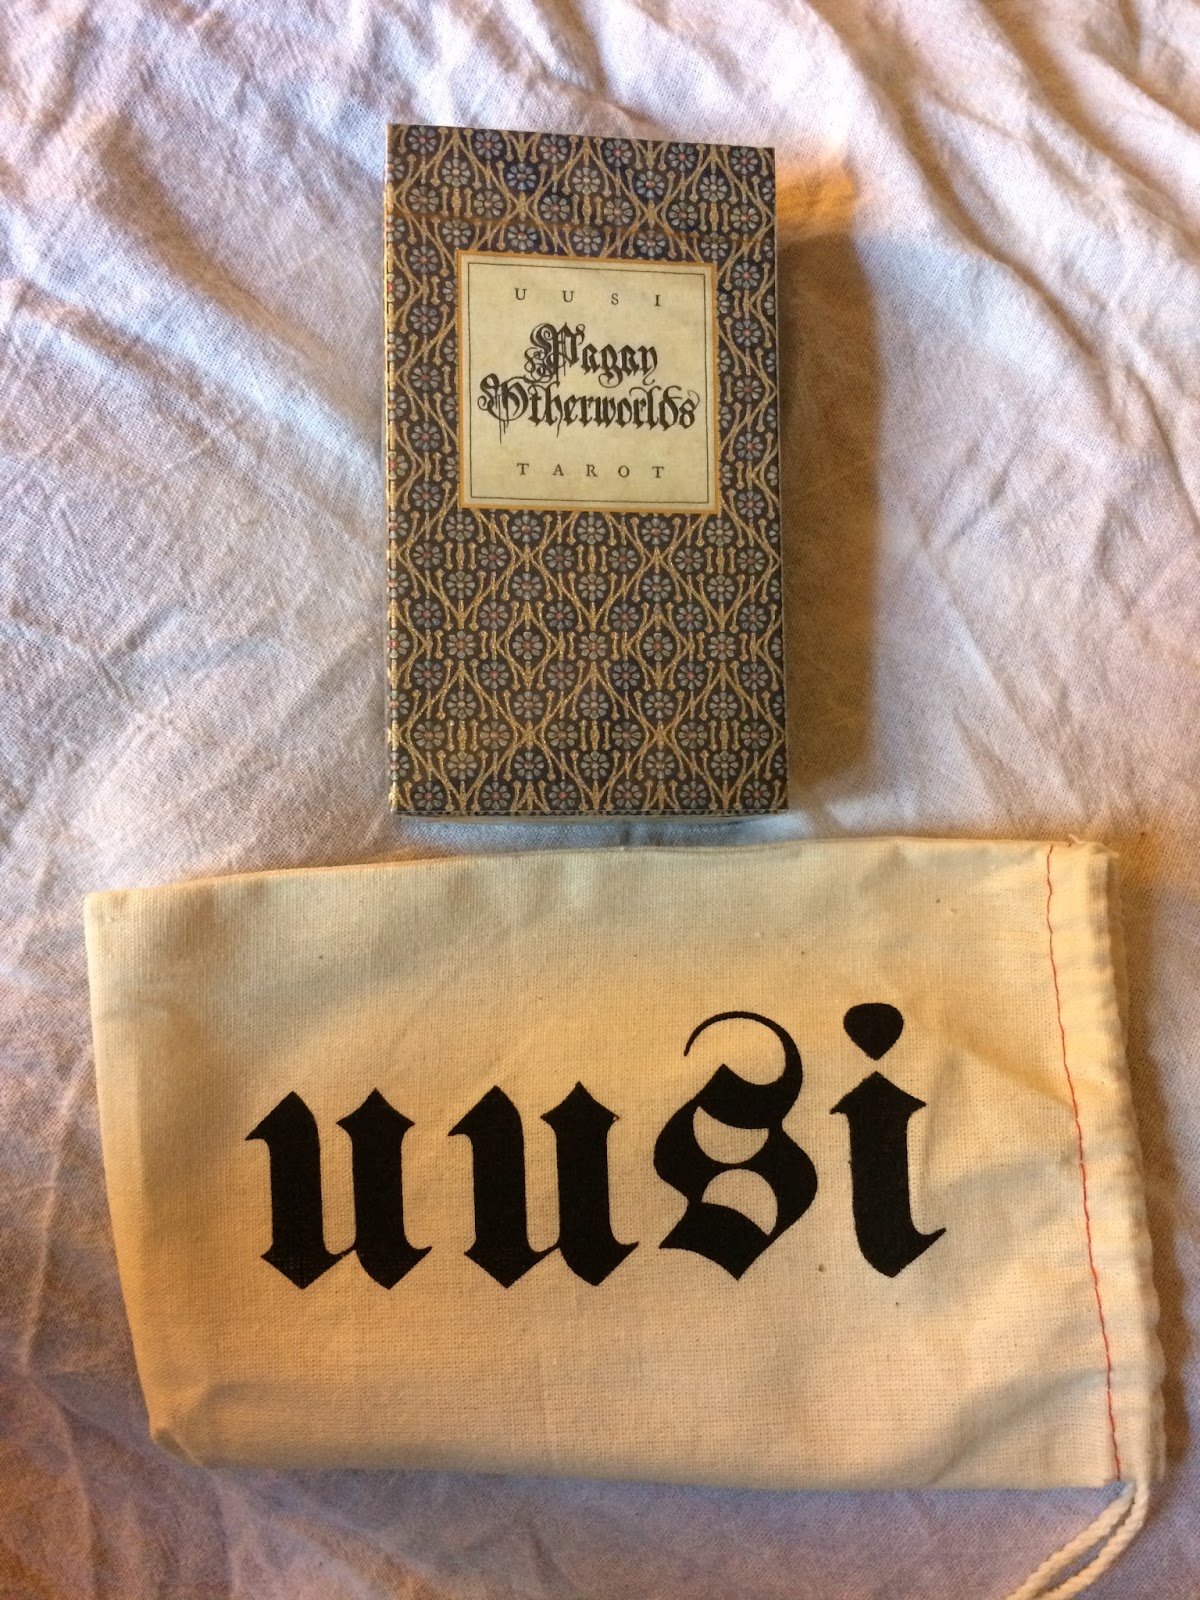 UUSI
Pagan
Otherworlds
TAROT
uusi